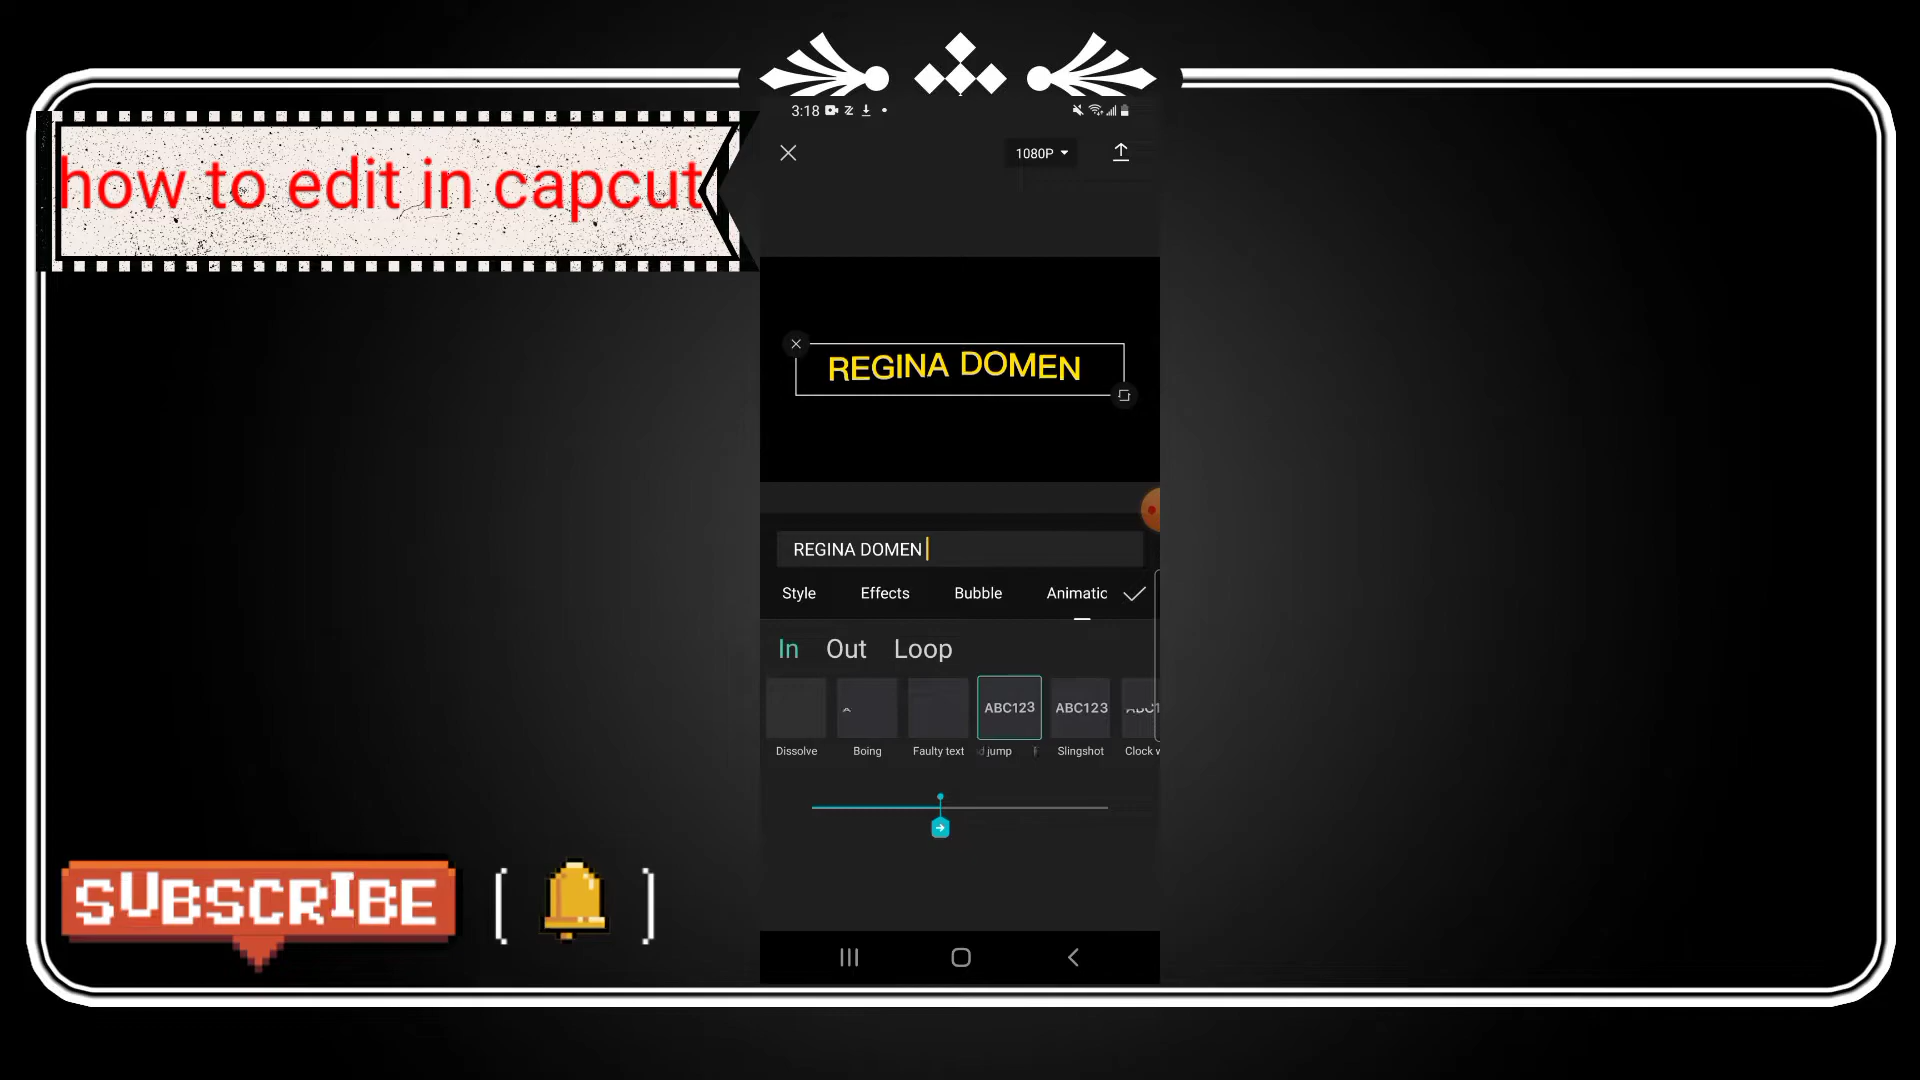 3:18
1080P
how to edit in capcut
REGINA DOMEN
REGINA DOMEN
Style Effects Bubble Animatic
In Out Loop
ABC123 ABC123
Dissolve Boing Faulty text jump Slingshot Clock
SUBSCRIBE